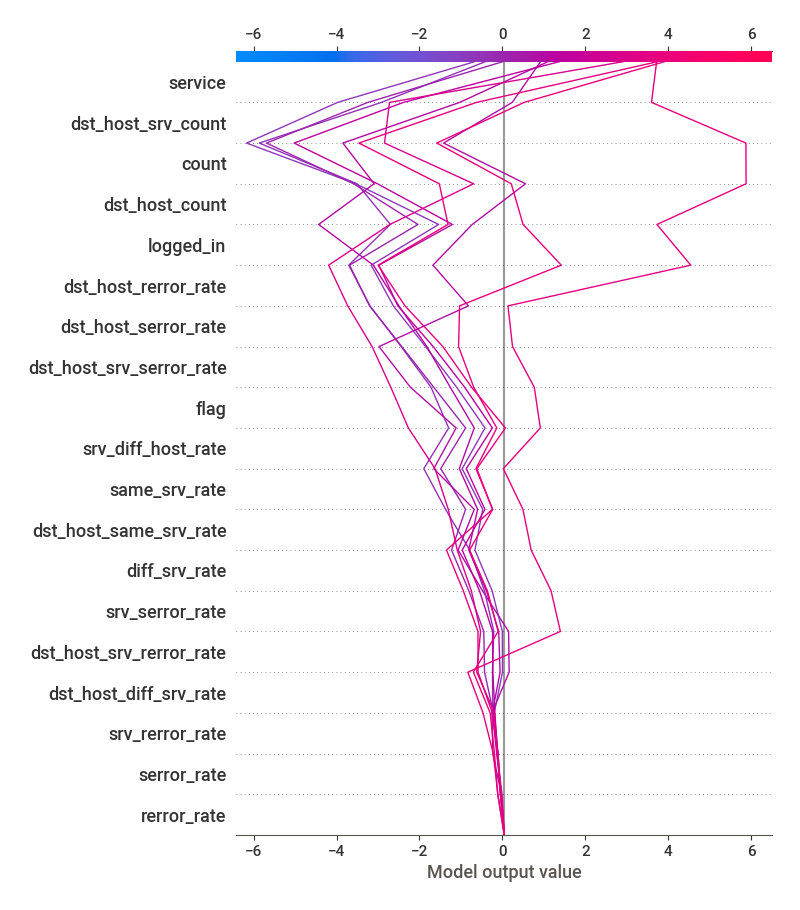 −6 −4 −2 0 2 4 6
service
dst_host_srv_count
count
dst_host_count
logged_in
dst_host_rerror_rate
dst_host_serror_rate
dst_host_srv_serror_rate
flag
srv_diff_host_rate
same_srv_rate
dst_host_same_srv_rate
diff_srv_rate
srv_serror_rate
dst_host_srv_rerror_rate
dst_host_diff_srv_rate
srv_rerror_rate
serror_rate
rerror_rate
−6 −4 −2 0 2 4 6
Model output value